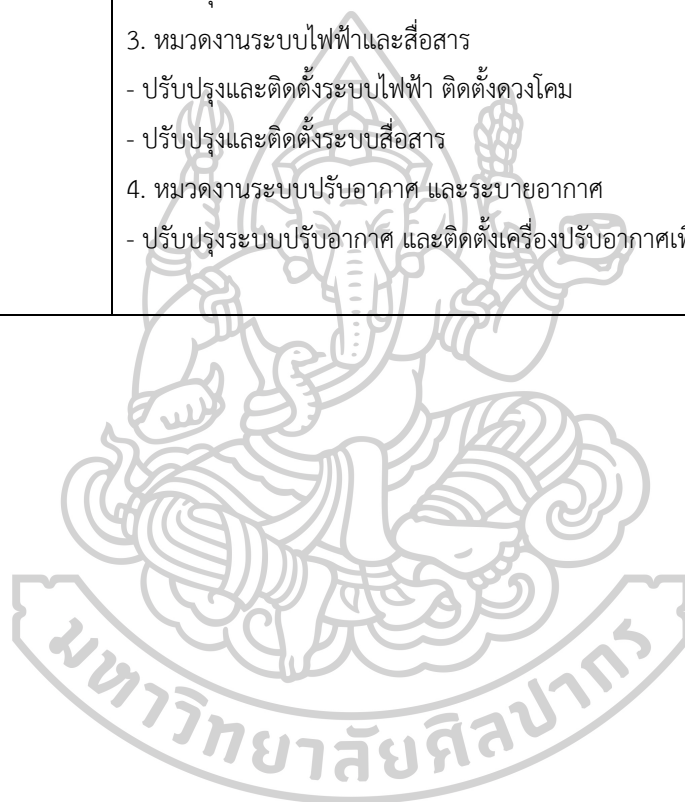 3. หมวดงานระบบไฟฟ้าและสื่อสาร
- ปรับปรุงและติดตั้งระบบไฟฟ้า ติดตั้งดวงโคม
- ปรับปรุงและติดตั้งระบบสื่อสาร
4. หมวดงานระบบปรับอากาศ และระบายอากาศ
- ปรับปรุงระบบปรับอากาศ และติดตั้งเครื่องปรับอากาศ
มหาวิทยาลัยศิลปากร